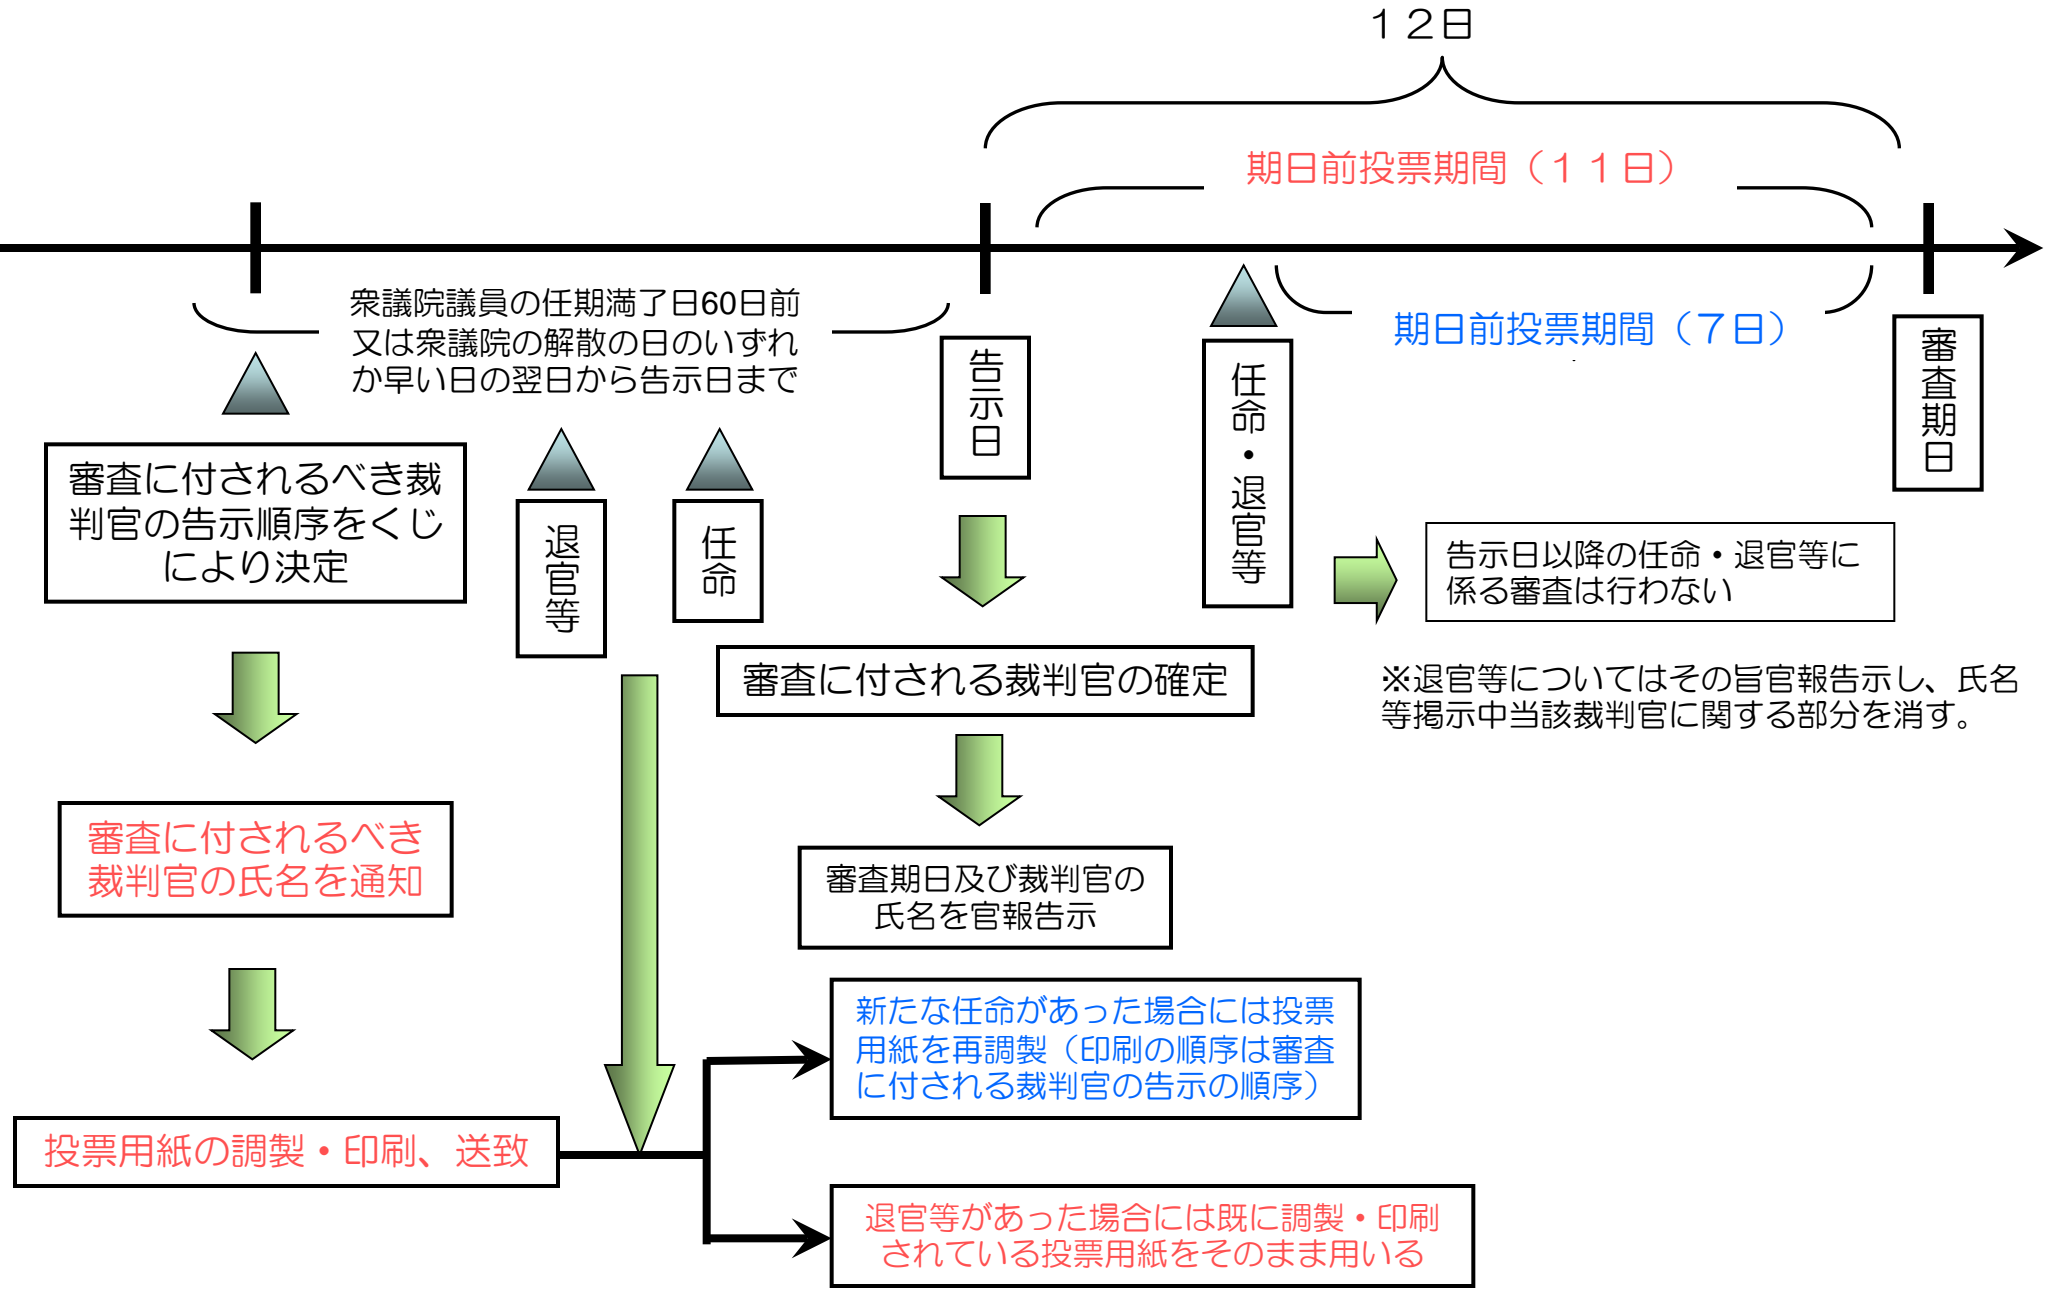 １２日
期日前投票期間（１１日）
衆議院議員の任期満了日60日前
又は衆議院の解散の日のいずれ
か早い日の翌日から告示日まで
期日前投票期間（７日）
告示日
任命・退官等
審査期日
審査に付されるべき裁
判官の告示順序をくじ
により決定
退官等
任命
告示日以降の任命・退官等に
係る審査は行わない
審査に付される裁判官の確定
※退官等についてはその旨官報告示し、氏名
等掲示中当該裁判官に関する部分を消す。
審査に付されるべき
裁判官の氏名を通知
審査期日及び裁判官の
氏名を官報告示
新たな任命があった場合には投票
用紙を再調製（印刷の順序は審査
に付される裁判官の告示の順序）
投票用紙の調製・印刷、送致
退官等があった場合には既に調製・印刷
されている投票用紙をそのまま用いる